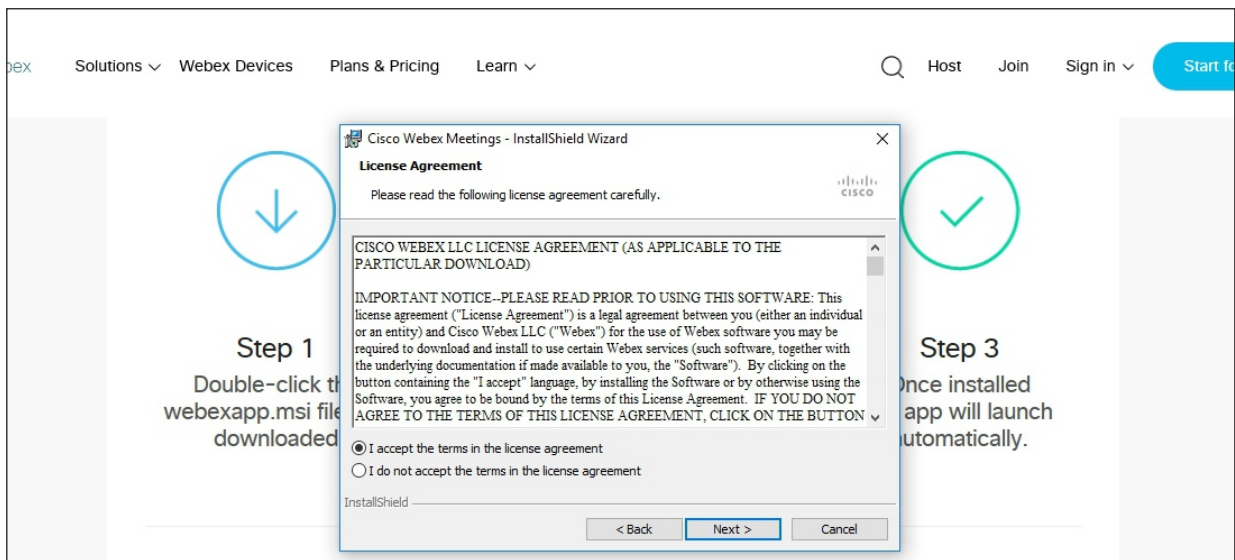 bex Solutions Webex Devices Plans & Pricing Learn Host Join Sign in Start fo
Cisco Webex Meetings - InstallShield Wizard
License Agreement
Please read the following license agreement carefully.
CISCO
CISCO WEBEX LLC LICENSE AGREEMENT (AS APPLICABLE TO THE
PARTICULAR DOWNLOAD)
IMPORTANT NOTICE--PLEASE READ PRIOR TO USING THIS SOFTWARE: This
license agreement ("License Agreement") is a legal agreement between you (either an individual
or an entity) and Cisco Webex LLC ("Webex") for the use of Webex software you may be
required to download and install to use certain Webex services (such software, together with
the underlying documentation if made available to you, the "Software"). By clicking on the
button containing the "I accept" language, by installing the Software or by otherwise using the
Software, you agree to be bound by the terms of this License Agreement. IF YOU DO NOT
AGREE TO THE TERMS OF THIS LICENSE AGREEMENT, CLICK ON THE BUTTON
I accept the terms in the license agreement
I do not accept the terms in the license agreement
InstallShield
< Back Next > Cancel
Step 1
Double-click th
webexapp.msi file
downloaded
Step 3
Once installed
app will launch
automatically.